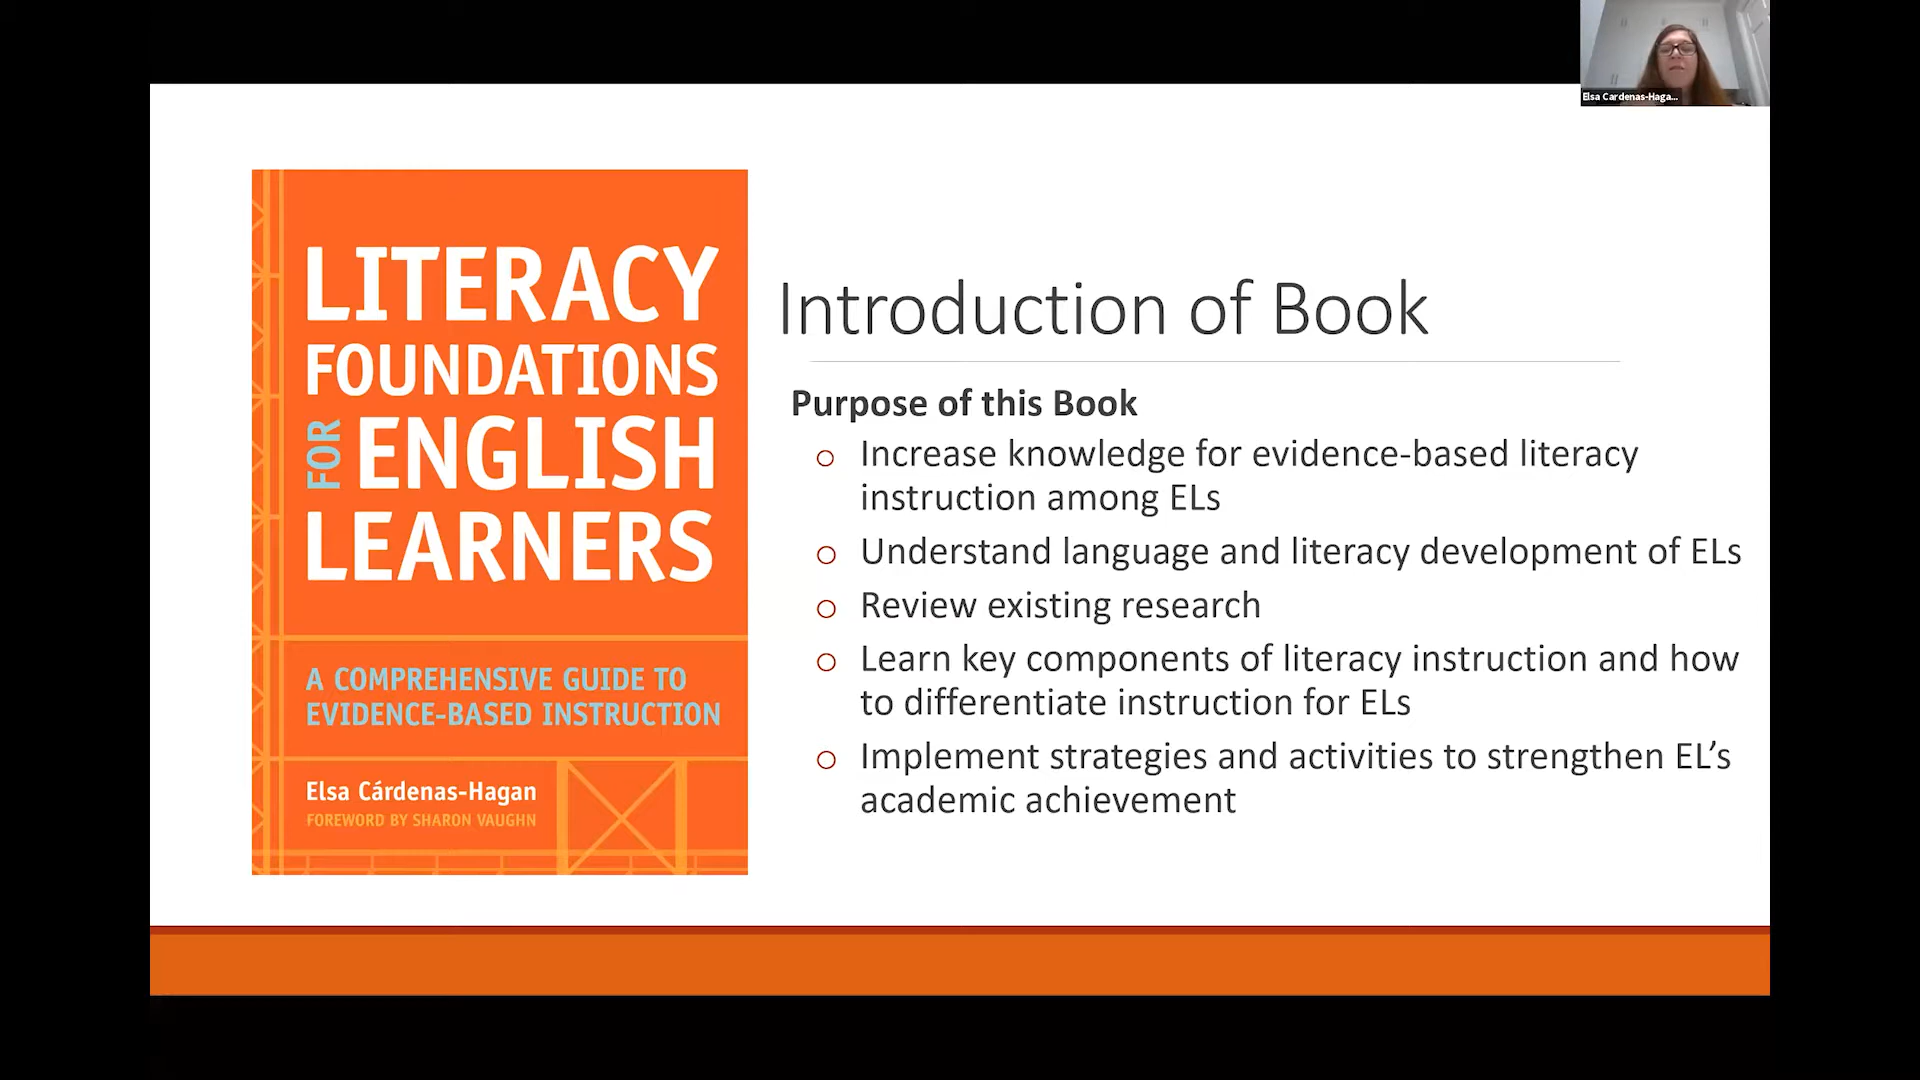 Elsa Cardenas-Haga...
LITERACY
FOUNDATIONS
FOR ENGLISH
LEARNERS
A COMPREHENSIVE GUIDE TO
EVIDENCE-BASED INSTRUCTION
Elsa Cárdenas-Hagan
FOREWORD BY SHARON VAUGHN
Introduction of Book
Purpose of this Book
Increase knowledge for evidence-based literacy
instruction among ELs
Understand language and literacy development of ELs
Review existing research
Learn key components of literacy instruction and how
to differentiate instruction for ELs
Implement strategies and activities to strengthen EL’s
academic achievement